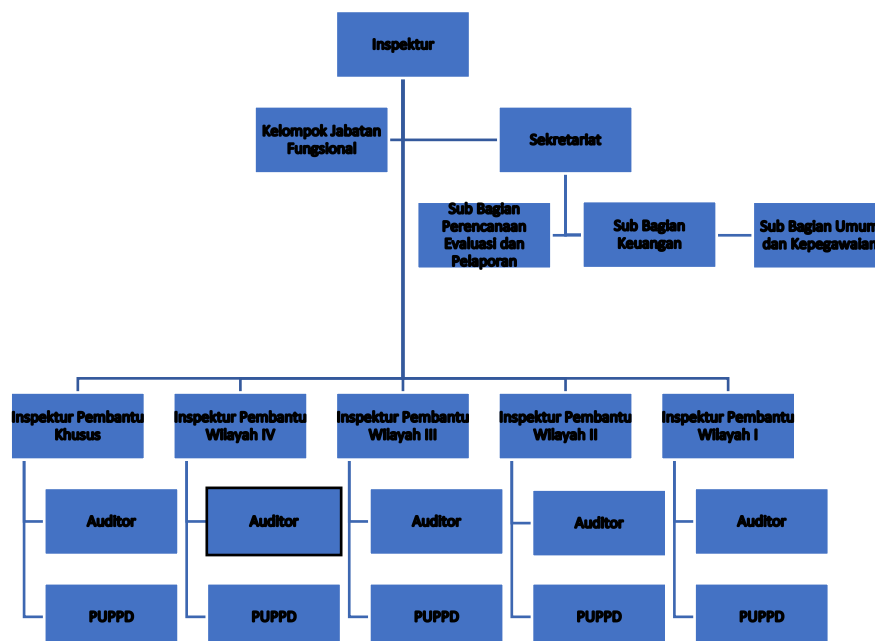 Inspektur
Kelompok Jabatan
Fungsional
Sekretariat
Sub Bagian
Perencanaan
Evaluasi dan
Pelaporan
Sub Bagian
Keuangan
Sub Bagian Umum
dan Kepegawaian
Inspektur Pembantu
Khusus
Inspektur Pembantu
Wilayah IV
Inspektur Pembantu
Wilayah III
Inspektur Pembantu
Wilayah II
Inspektur Pembantu
Wilayah I
Auditor
Auditor
Auditor
Auditor
Auditor
PUPPD
PUPPD
PUPPD
PUPPD
PUPPD